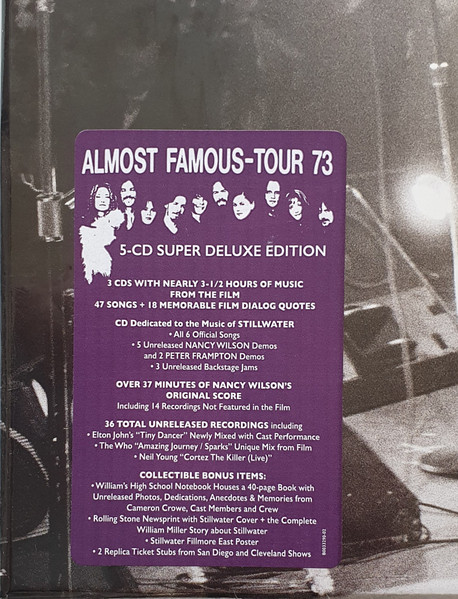 ALMOST FAMOUS-TOUR 73
5-CD SUPER DELUXE EDITION
3 CDS WITH NEARLY 3-1/2 HOURS OF MUSIC
FROM THE FILM
47 SONGS + 18 MEMORABLE FILM DIALOG QUOTES
CD Dedicated to the Music of STILLWATER
• All 6 Official Songs
• 5 Unreleased NANCY WILSON Demos
and 2 PETER FRAMPTON Demos
• 3 Unreleased Backstage Jams
OVER 37 MINUTES OF NANCY WILSON'S
ORIGINAL SCORE
Including 14 Recordings Not Featured in the Film
36 TOTAL UNRELEASED RECORDINGS including
• Elton John's "Tiny Dancer" Newly Mixed with Cast Performance
• The Who "Amazing Journey / Sparks" Unique Mix from Film
• Neil Young "Cortez The Killer (Live)"
COLLECTIBLE BONUS ITEMS:
• William's High School Notebook Houses a 40-page Book with
Unreleased Photos, Dedications, Anecdotes & Memories from
Cameron Crowe, Cast Members and Crew
• Rolling Stone Newsprint with Stillwater Cover + the Complete
William Miller Story about Stillwater
• Stillwater Fillmore East Poster
• 2 Replica Ticket Stubs from San Diego and Cleveland Shows